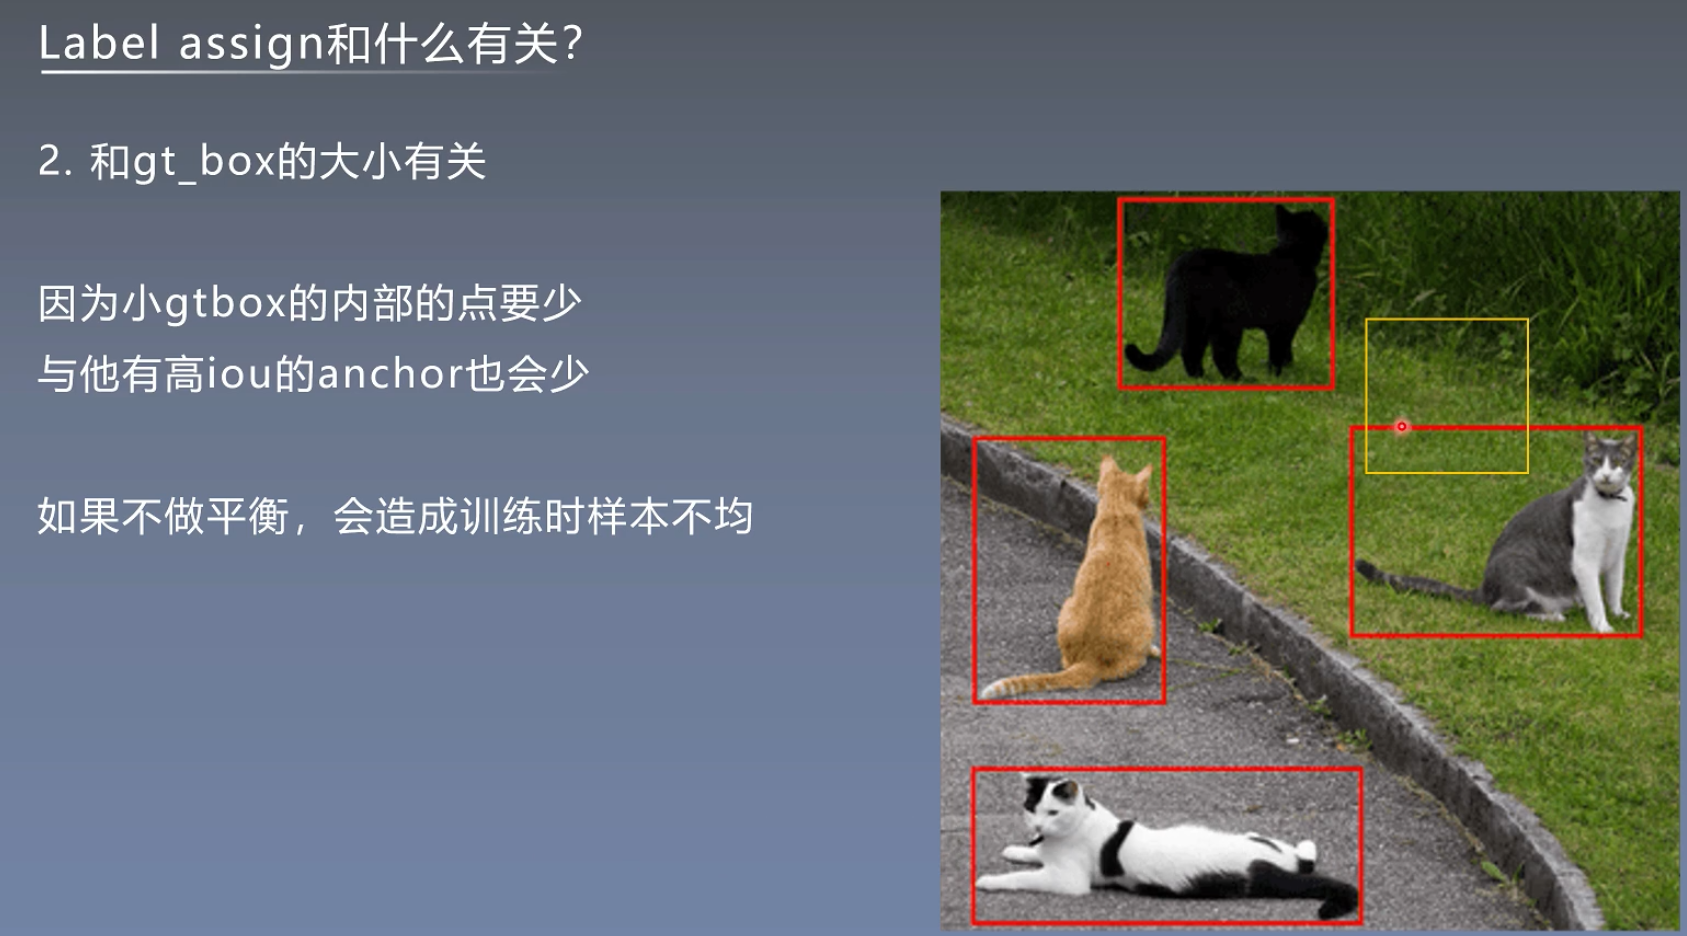 Label assign和什么有关?
2. 和gt_box的大小有关
因为小gtbox的内部的点要少
与他有高iou的anchor也会少
如果不做平衡，会造成训练时样本不均